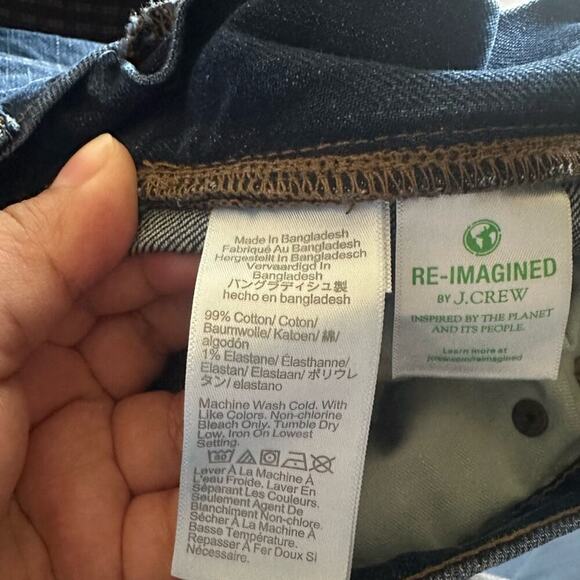 Made In Bangladesh
Fabriqué Au Bangladesh
Hergestellt In Bangladesch
Vervaardigd In
Bangladesh
バングラディシュ製
hecho en bangladesh
99% Cotton/ Coton/
Baumwolle/ Katoen/ 綿/
algodón
1% Elastane/ Élasthanne/
Elastan/ Elastaan/ ポリウレ
タン/ elastano
Machine Wash Cold. With
Like Colors. Non-chlorine
Bleach Only. Tumble Dry
Low. Iron On Lowest
Setting.
Laver À La Machine À
L'eau Froide. Laver En
Séparant Les Couleurs.
Seulement Agent De
Blanchiment Non-chlore.
Sécher À La Machine À
Basse Température.
Repasser À Fer Doux Si
Nécessaire.
RE-IMAGINED
BY J.CREW
INSPIRED BY THE PLANET
AND ITS PEOPLE.
Learn more at
jcrew.com/reimagined